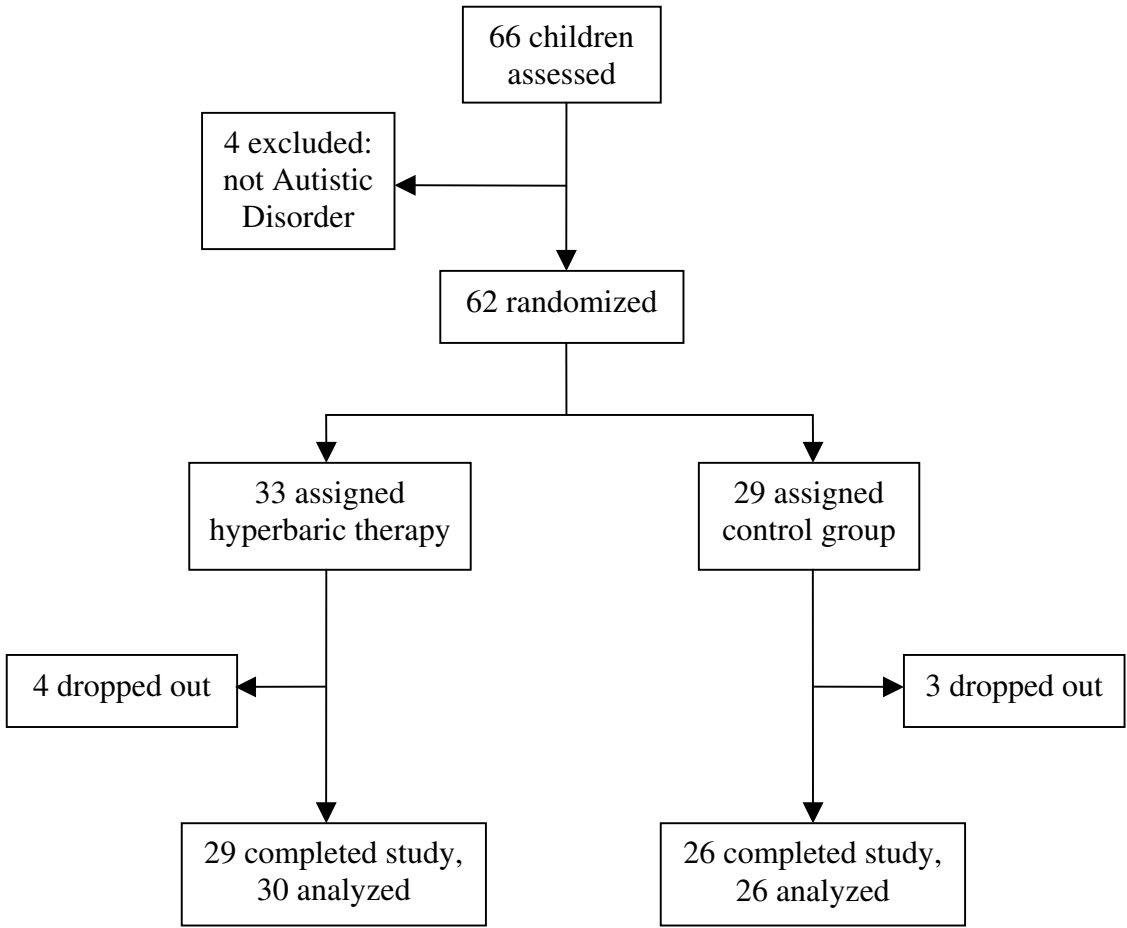 66 children
assessed
4 excluded:
not Autistic
Disorder
62 randomized
33 assigned
hyperbaric therapy
29 assigned
control group
4 dropped out
3 dropped out
29 completed study,
30 analyzed
26 completed study,
26 analyzed